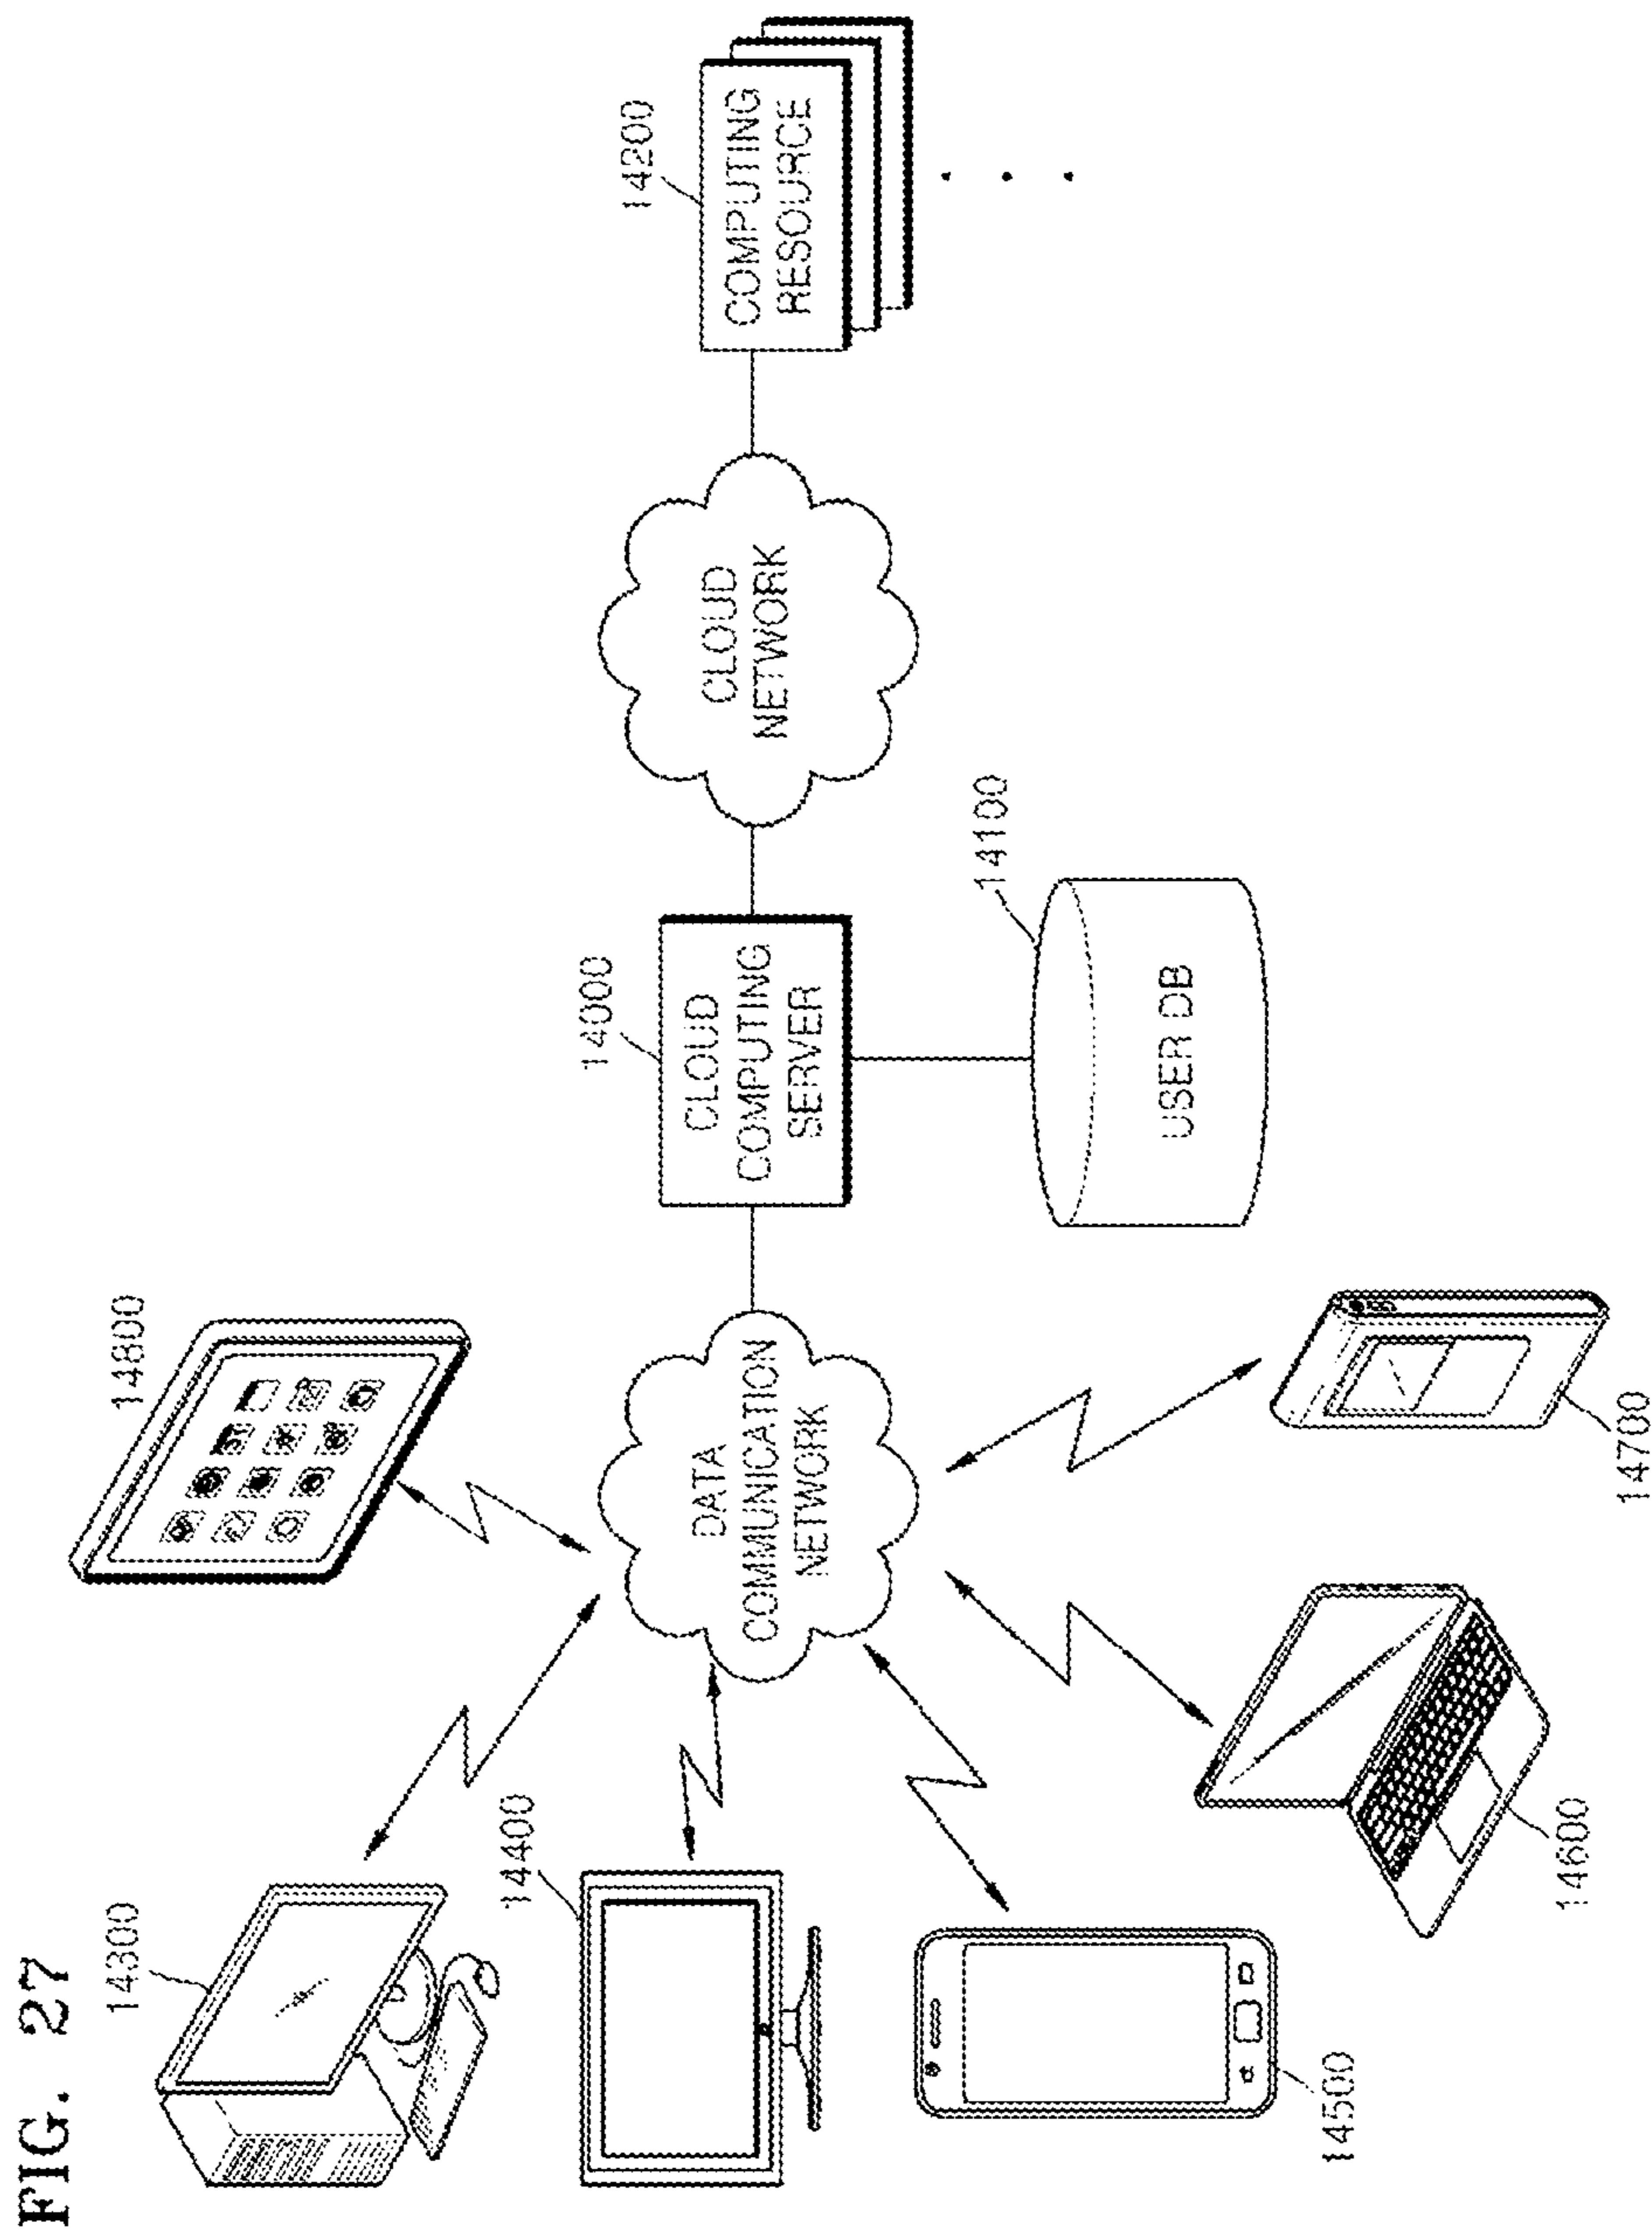 FIG. 27
14300
14800
14400
14000
CLOUD
COMPUTING
SERVER
14200
COMPUTING
RESOURCE
CLOUD
NETWORK
DATA
COMMUNICATION
NETWORK
14100
USER DB
14500
14600
14700